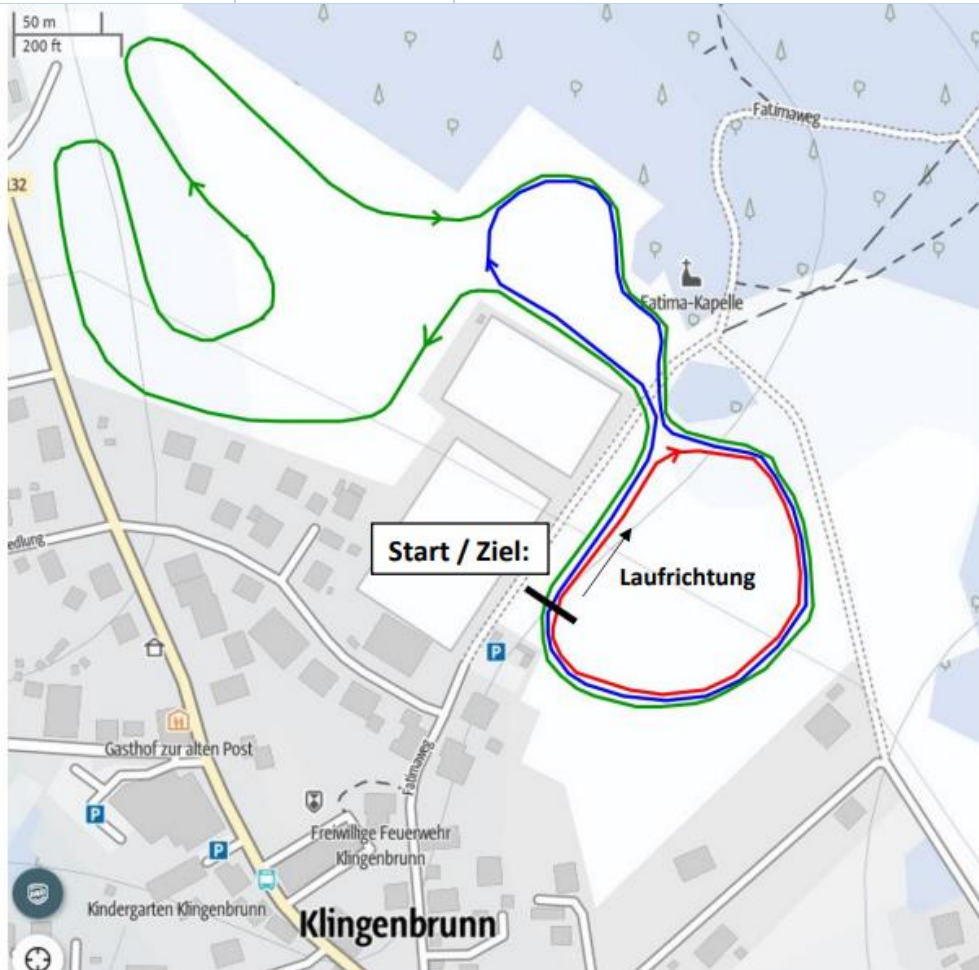 50 m
200 ft
Fatimaweg
132
Fatima-Kapelle
Start / Ziel:
Laufrichtung
edlung
P
Gasthof zur alten Post
Fatimaweg
P
Freiwillige Feuerwehr
Klingenbrunn
P
Kindergarten Klingenbrunn
Klingenbrunn